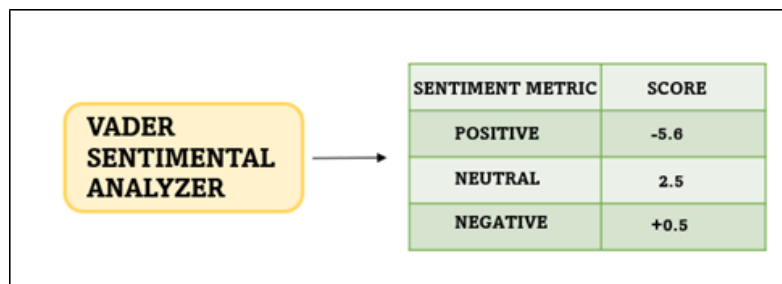 VADER
SENTIMENTAL
ANALYZER
SENTIMENT METRIC SCORE
POSITIVE -5.6
NEUTRAL 2.5
NEGATIVE +0.5